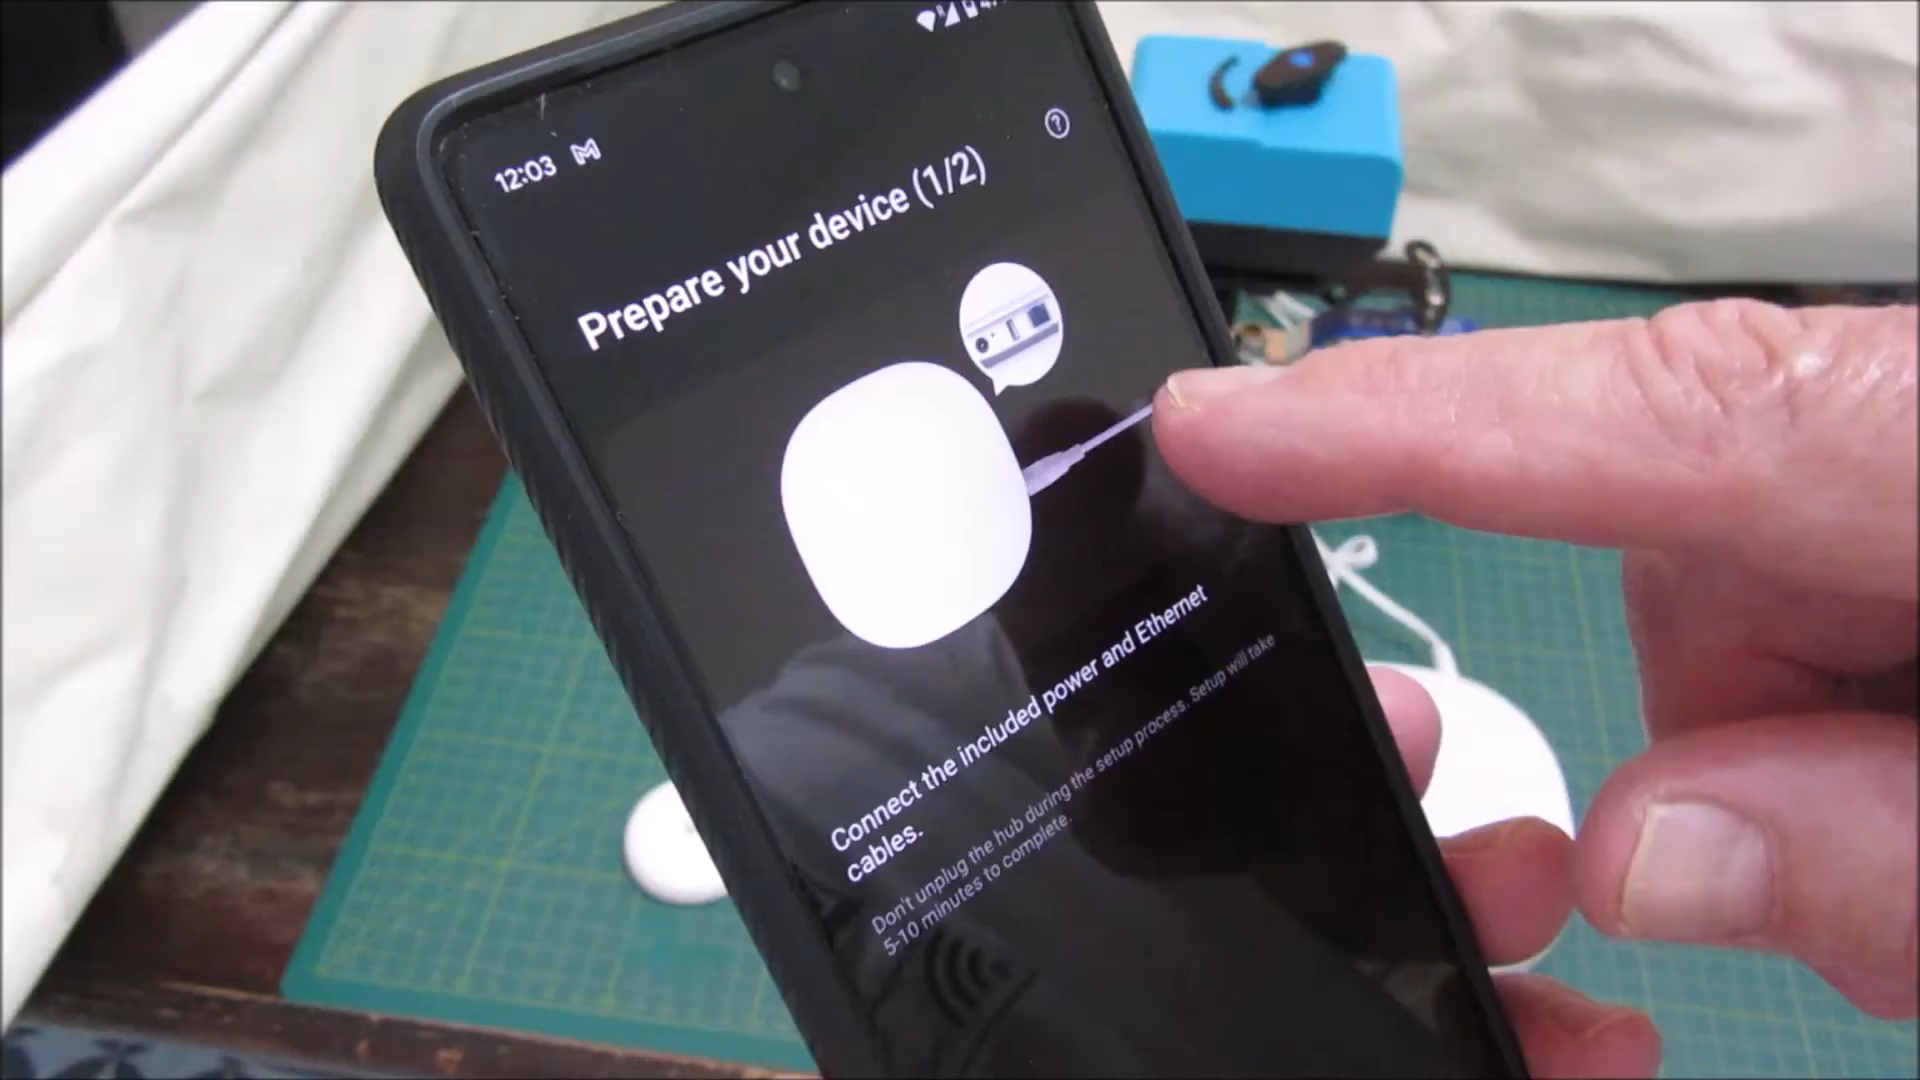 12:03
Prepare your device (1/2)
Connect the included power and Ethernet
cables.
Don't unplug the hub during the setup process. Setup will take
5-10 minutes to complete.